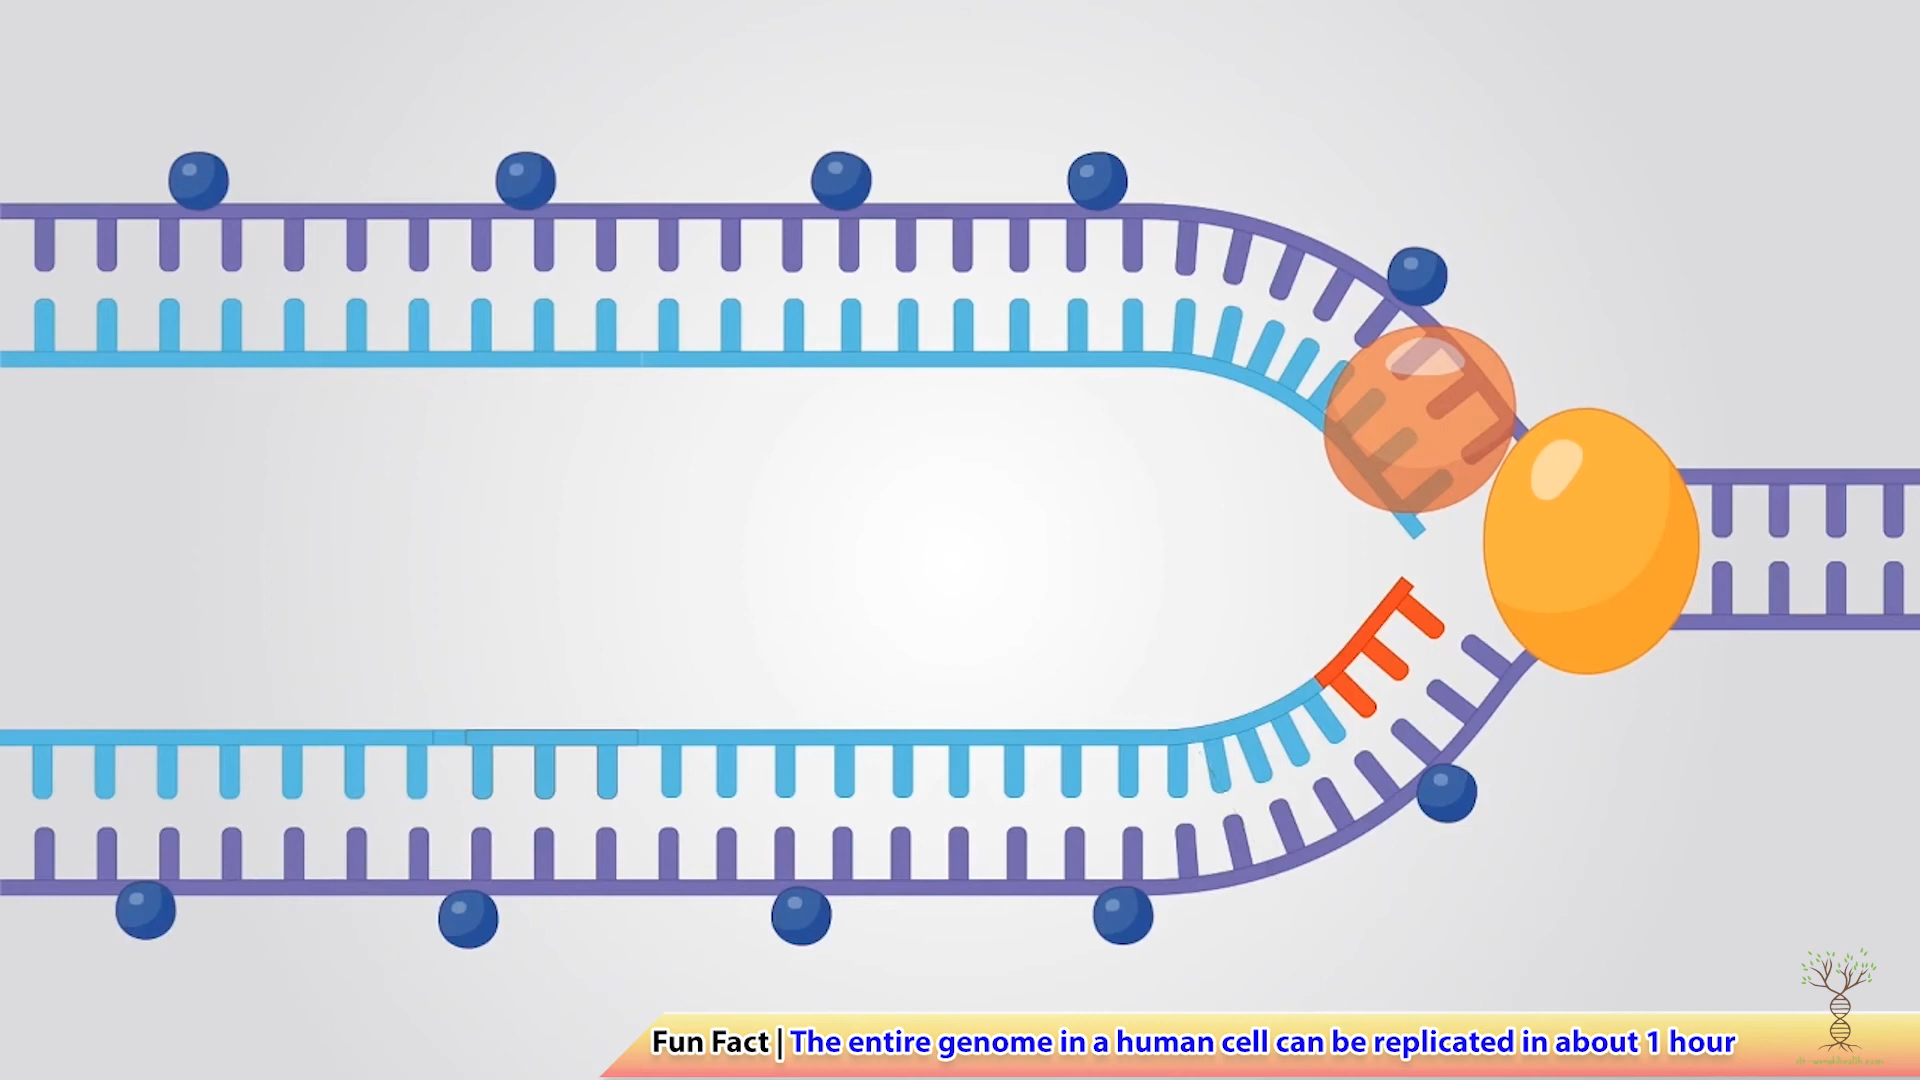 Fun Fact | The entire genome in a human cell can be replicated in about 1 hour